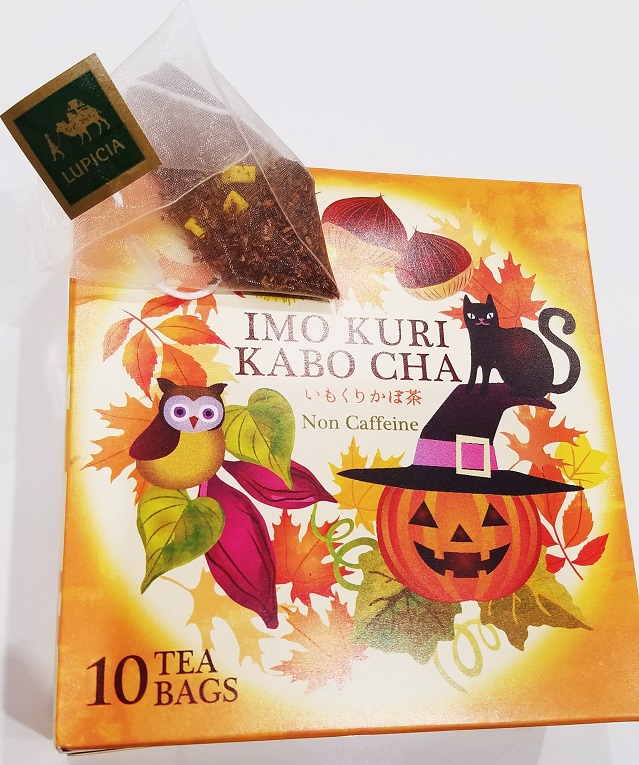 LUPICIA
IMO KURI
KABO CHA
いもくりかぼ茶
Non Caffeine
10 TEA
BAGS